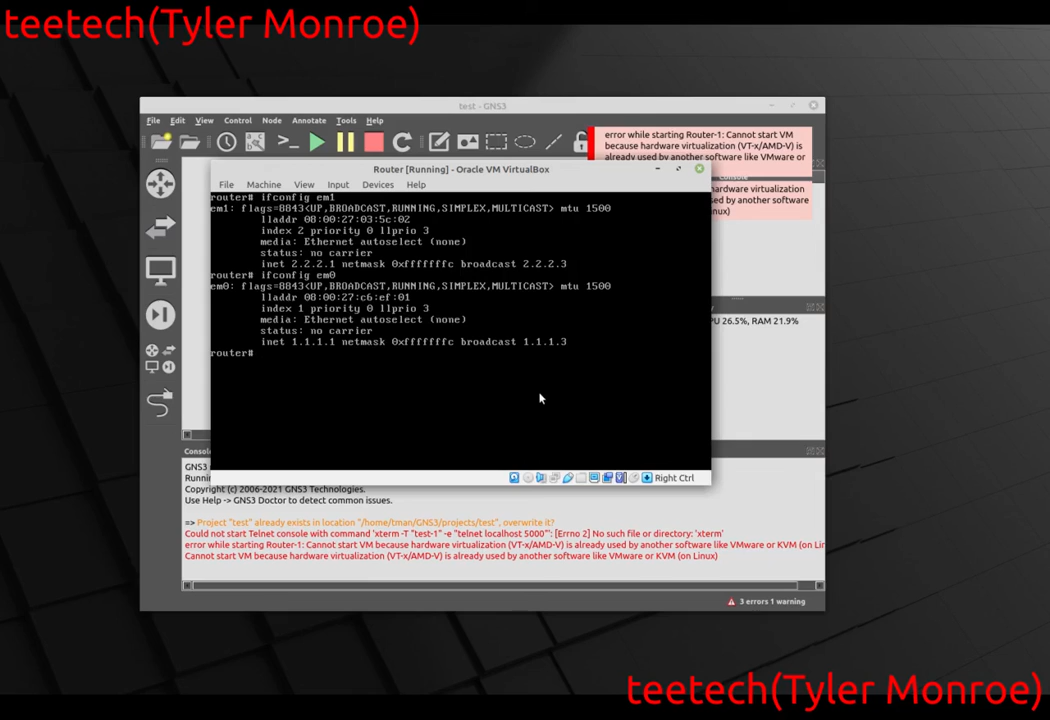 teetech(Tyler Monroe)
test - GNS3
File Edit View Control Node Annotate Tools Help
error while starting Router-1: Cannot start VM
because hardware virtualization (VT-x/AMD-V) is
already used by another software like VMware or
Router [Running] - Oracle VM VirtualBox
File Machine View Input Devices Help
hardware virtualization
router# ifconfig em1
em1: flags=8843<UP,BROADCAST,RUNNING,SIMPLEX,MULTICAST> mtu 1500
lladdr 08:00:27:03:5c:02
index 2 priority 0 llprio 3
media: Ethernet autoselect (none)
status: no carrier
inet 2.2.2.1 netmask 0xfffffffc broadcast 2.2.2.3
router# ifconfig em0
em0: flags=8843<UP,BROADCAST,RUNNING,SIMPLEX,MULTICAST> mtu 1500
lladdr 08:00:27:c6:ef:01
index 1 priority 0 llprio 3
media: Ethernet autoselect (none)
status: no carrier
inet 1.1.1.1 netmask 0xfffffffc broadcast 1.1.1.3
router#
PU 26.5%, RAM 21.9%
Right Ctrl
Consol
GNS3
Runnin
Copyright (c) 2006-2021 GNS3 Technologies.
Use Help -> GNS3 Doctor to detect common issues.
=> Project "test" already exists in location "/home/tman/GNS3/projects/test", overwrite it?
Could not start Telnet console with command 'xterm -T "test-1" -e "telnet localhost 5000"': [Errno 2] No such file or directory: 'xterm'
error while starting Router-1: Cannot start VM because hardware virtualization (VT-x/AMD-V) is already used by another software like VMware or KVM (on Lin
Cannot start VM because hardware virtualization (VT-x/AMD-V) is already used by another software like VMware or KVM (on Linux)
3 errors 1 warning
teetech(Tyler Monroe)